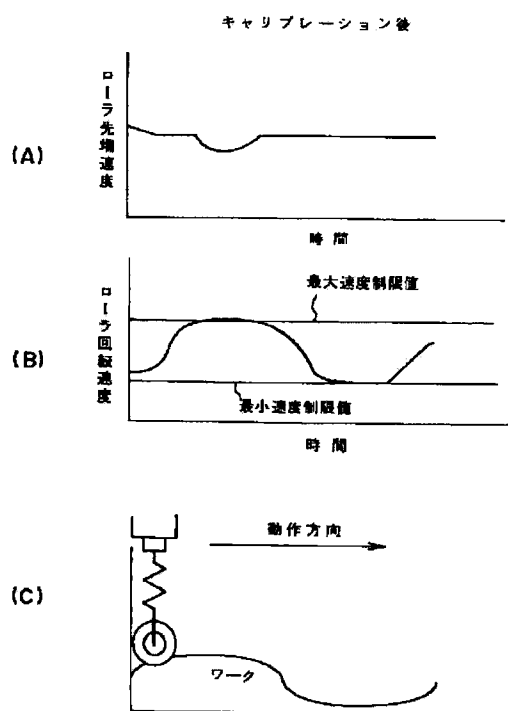 キャリブレーション後
(A)
ローラ先端速度
時間
(B)
ローラ回転速度
最大速度制限値
最小速度制限値
時間
(C)
動作方向
ワーク